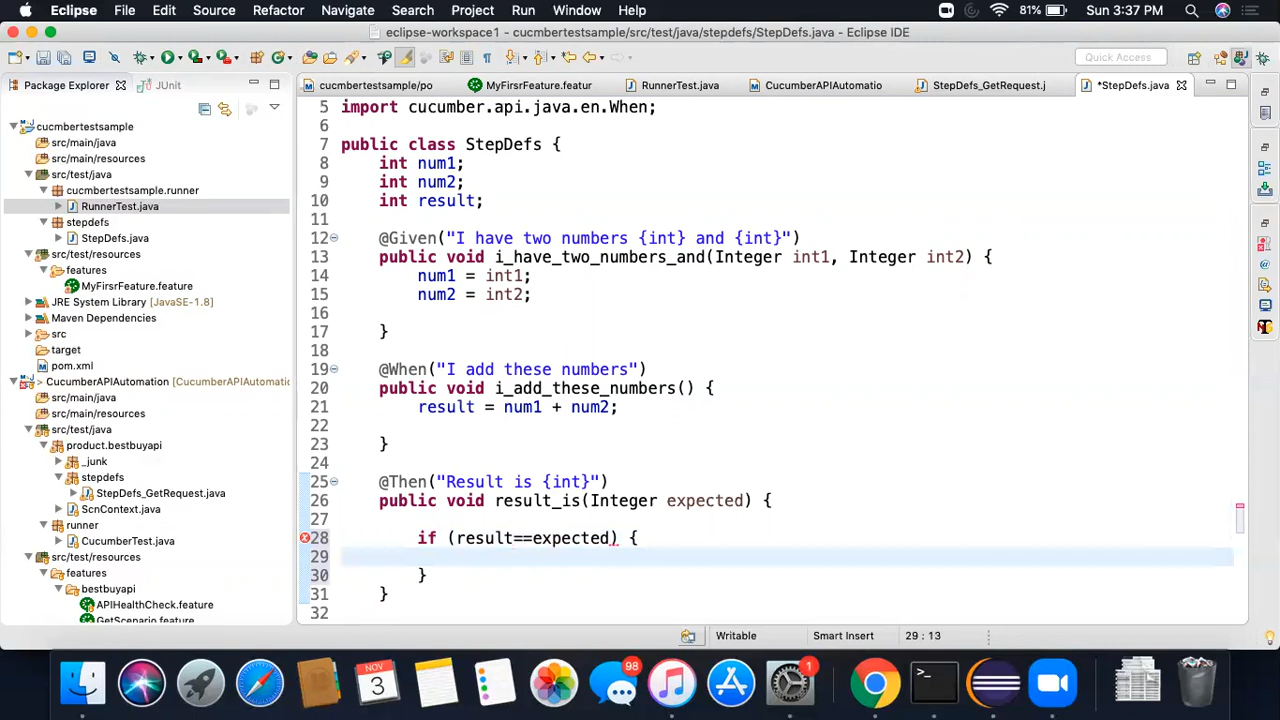 Eclipse File Edit Source Refactor Navigate Search Project Run Window Help 81% Sun 3:37 PM
eclipse-workspace1 - cucmbertestsample/src/test/java/stepdefs/StepDefs.java - Eclipse IDE
Quick Access
Package Explorer JUnit
cucmbertestsample/po MyFirsrFeature.featur RunnerTest.java CucumberAPIAutomatio StepDefs_GetRequest.j *StepDefs.java
cucmbertestsample
src/main/java
src/main/resources
src/test/java
cucmbertestsample.runner
RunnerTest.java
stepdefs
StepDefs.java
src/test/resources
features
MyFirsrFeature.feature
JRE System Library [JavaSE-1.8]
Maven Dependencies
src
target
pom.xml
> CucumberAPIAutomation [CucumberAPIAutomatic
src/main/java
src/main/resources
src/test/java
product.bestbuyapi
_junk
stepdefs
StepDefs_GetRequest.java
ScnContext.java
runner
CucumberTest.java
src/test/resources
features
bestbuyapi
APIHealthCheck.feature
GetScenario.feature
5 import cucumber.api.java.en.When;
6
7 public class StepDefs {
8 int num1;
9 int num2;
10 int result;
11
12 @Given("I have two numbers {int} and {int}")
13 public void i_have_two_numbers_and(Integer int1, Integer int2) {
14 num1 = int1;
15 num2 = int2;
16
17 }
18
19 @When("I add these numbers")
20 public void i_add_these_numbers() {
21 result = num1 + num2;
22
23 }
24
25 @Then("Result is {int}")
26 public void result_is(Integer expected) {
27
28 if (result==expected) {
29
30 }
31 }
32
Writable Smart Insert 29 : 13
NOV 3 98 1